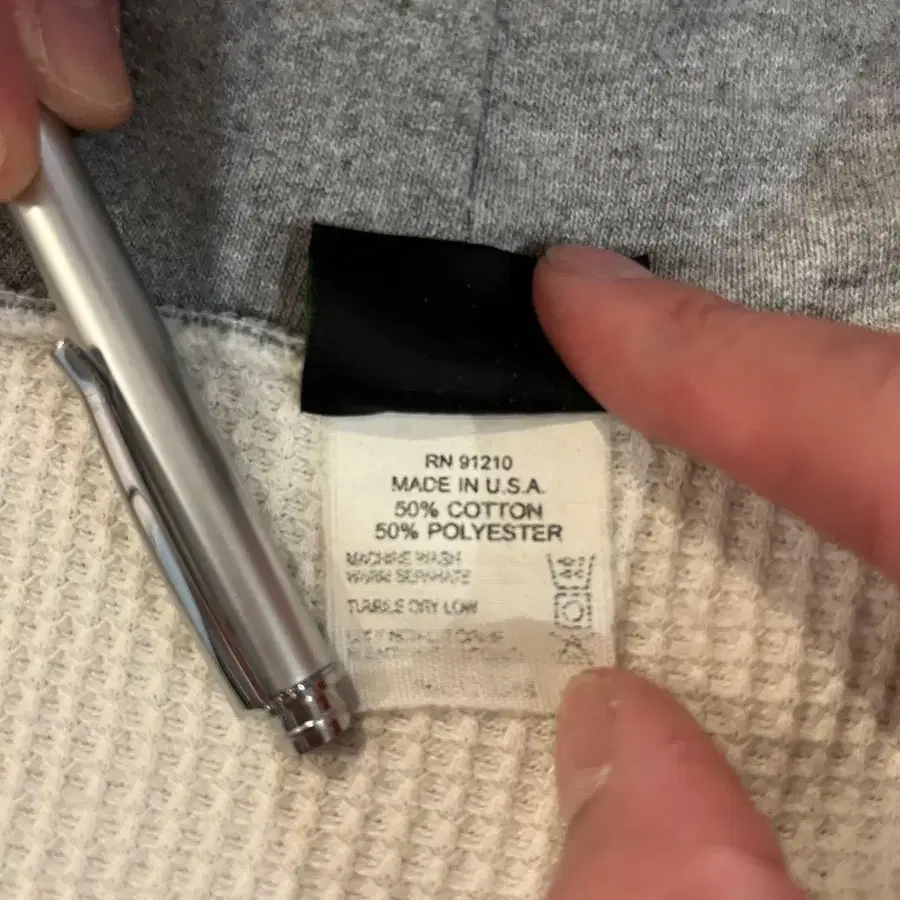 RN 91210
MADE IN U.S.A.
50% COTTON
50% POLYESTER
MACHINE WASH
WARM SEPARATE
TUMBLE DRY LOW